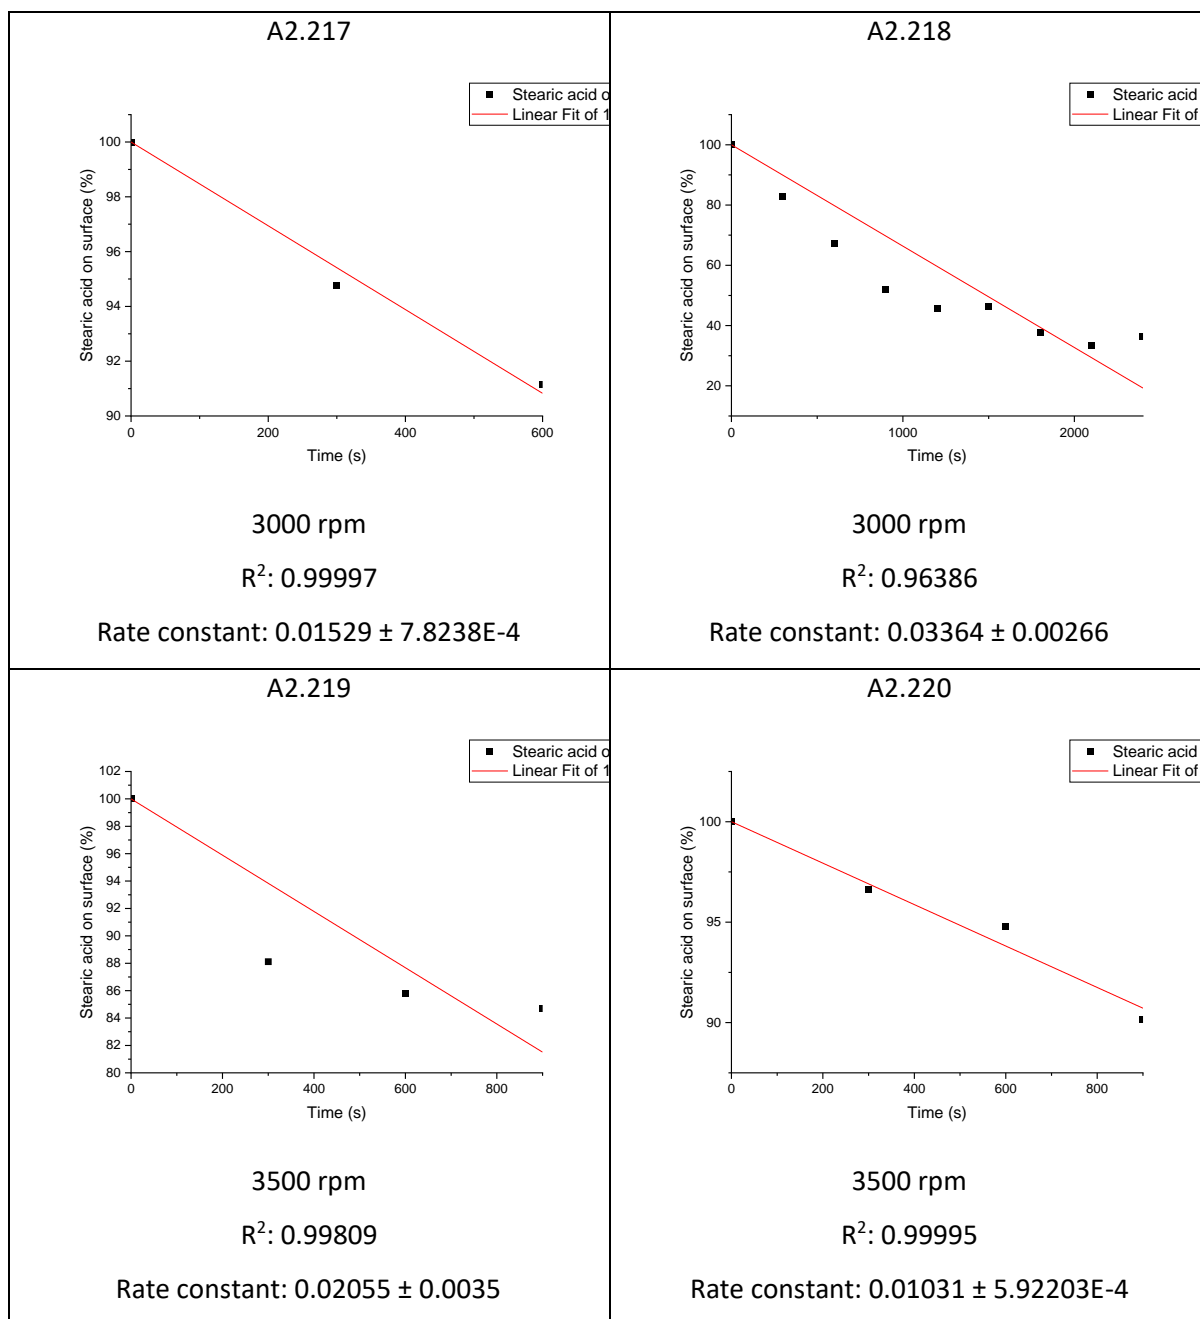 A2.217
Stearic acid o
Linear Fit of 1
100
98
96
94
92
90
Stearic acid on surface (%)
0
200
400
600
Time (s)
3000 rpm
R²: 0.99997
Rate constant: 0.01529 ± 7.8238E-4
A2.218
Stearic acid
Linear Fit of
100
80
60
40
20
Stearic acid on surface (%)
0
1000
2000
Time (s)
3000 rpm
R²: 0.96386
Rate constant: 0.03364 ± 0.00266
A2.219
Stearic acid o
Linear Fit of 1
102
100
98
96
94
92
90
88
86
84
82
80
Stearic acid on surface (%)
0
200
400
600
800
Time (s)
3500 rpm
R²: 0.99809
Rate constant: 0.02055 ± 0.0035
A2.220
Stearic acid
Linear Fit of
100
95
90
Stearic acid on surface (%)
0
200
400
600
800
Time (s)
3500 rpm
R²: 0.99995
Rate constant: 0.01031 ± 5.92203E-4